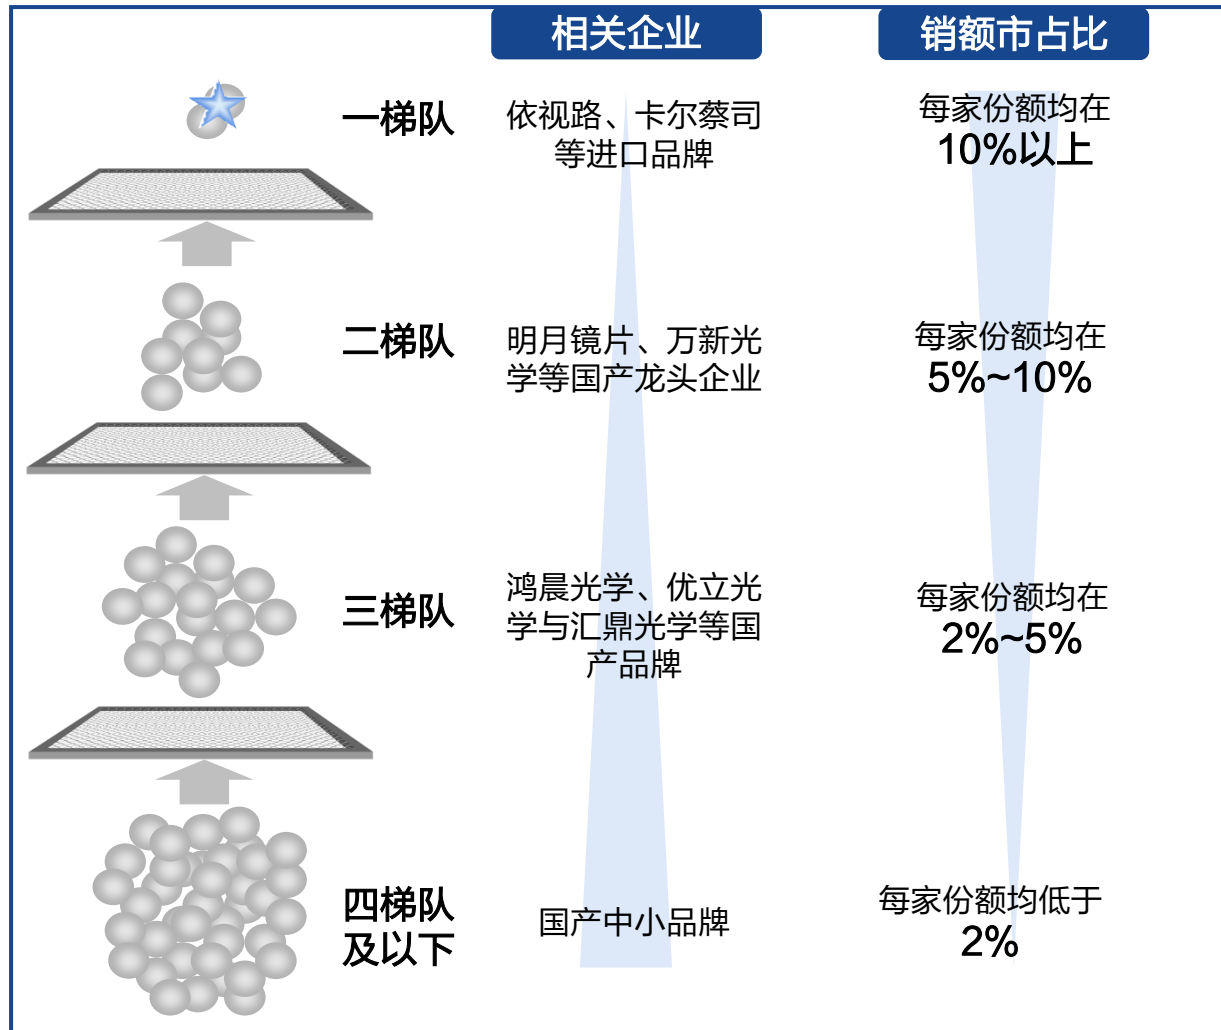 相关企业
销额市占比
一梯队
依视路、卡尔蔡司
等进口品牌
每家份额均在
10%以上
二梯队
明月镜片、万新光
学等国产龙头企业
每家份额均在
5%~10%
三梯队
鸿晨光学、优立光
学与汇鼎光学等国
产品牌
每家份额均在
2%~5%
四梯队
及以下
国产中小品牌
每家份额均低于
2%